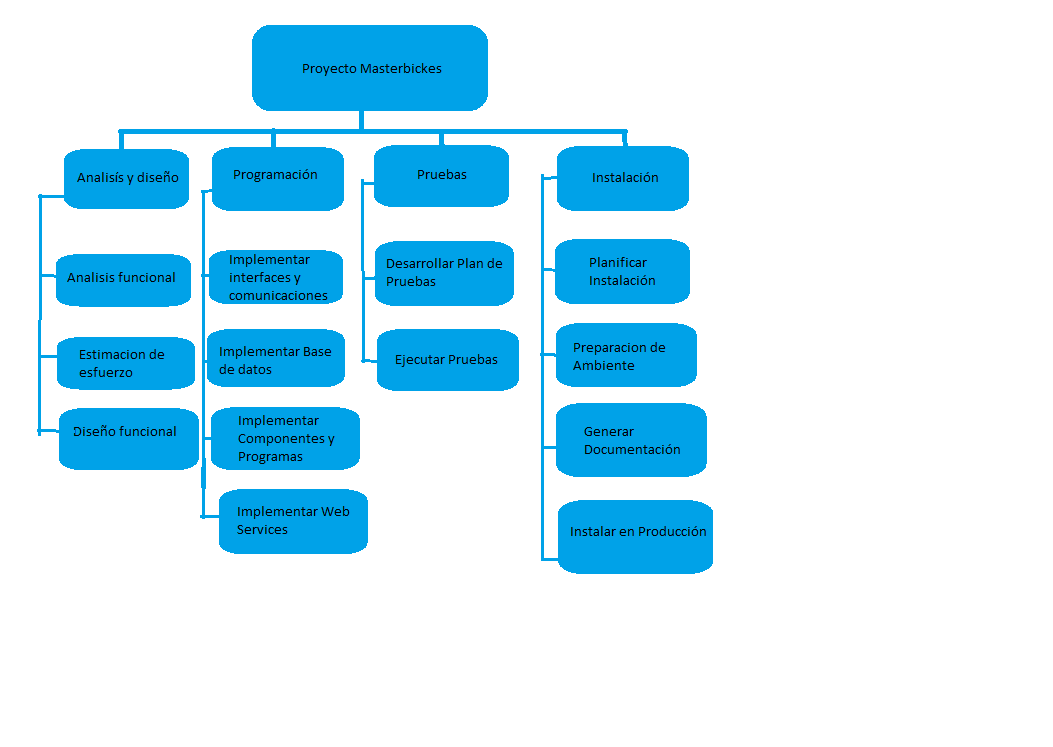 Proyecto Masterbickes
Analisís y diseño
Programación
Pruebas
Instalación
Analisis funcional
Estimacion de
esfuerzo
Diseño funcional
Implementar
interfaces y
comunicaciones
Implementar Base
de datos
Implementar
Componentes y
Programas
Implementar Web
Services
Desarrollar Plan de
Pruebas
Ejecutar Pruebas
Planificar
Instalación
Preparacion de
Ambiente
Generar
Documentación
Instalar en Producción